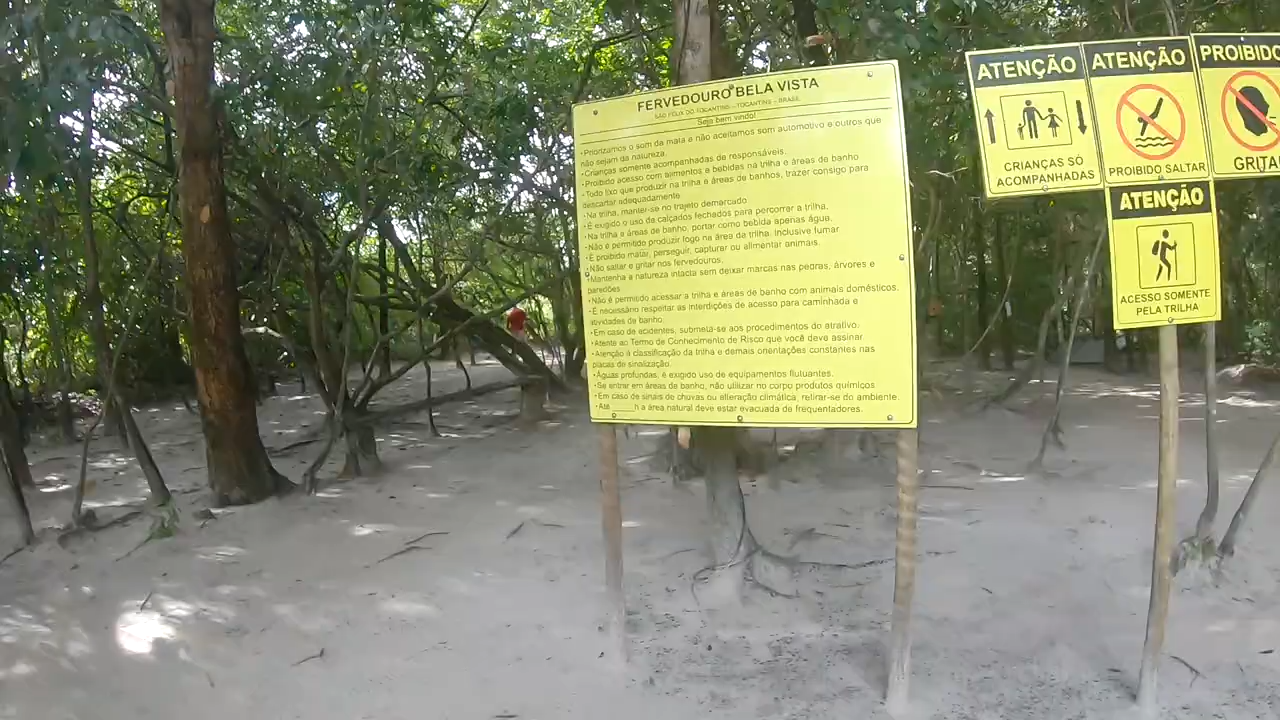 FERVEDOURO BELA VISTA
SÃO FÉLIX DO TOCANTINS - TOCANTINS - BRASIL
Seja bem vindo!
•Priorizamos o som da mata e não aceitamos som automotivo e outros que
não sejam da natureza.
•Crianças somente acompanhadas de responsáveis.
•Proibido acesso com alimentos e bebidas na trilha e áreas de banho
•Todo lixo que produzir na trilha e áreas de banhos, trazer consigo para
descartar adequadamente
•Na trilha, manter-se no trajeto demarcado
•É exigido o uso de calçados fechados para percorrer a trilha.
•Na trilha e áreas de banho, portar como bebida apenas água.
•Não é permitido produzir fogo na área da trilha. Inclusive fumar
•É proibido matar, perseguir, capturar ou alimentar animais.
•Não saltar e gritar nos fervedouros.
•Mantenha a natureza intacta sem deixar marcas nas pedras, árvores e
paredões
•Não é permitido acessar a trilha e áreas de banho com animais domésticos.
•É necessário respeitar as interdições de acesso para caminhada e
atividades de banho.
•Em caso de acidentes, submeta-se aos procedimentos do atrativo.
•Atente ao Termo de Conhecimento de Risco que você deve assinar
•Atenção à classificação da trilha e demais orientações constantes nas
placas de sinalização.
•Águas profundas, é exigido uso de equipamentos flutuantes.
•Se entrar em áreas de banho, não utilizar no corpo produtos químicos
•Em caso de sinais de chuvas ou alteração climática, retirar-se do ambiente.
•Até ____h a área natural deve estar evacuada de frequentadores.
ATENÇÃO
CRIANÇAS SÓ
ACOMPANHADAS
ATENÇÃO
PROIBIDO SALTAR
PROIBIDO
GRITA
ATENÇÃO
ACESSO SOMENTE
PELA TRILHA